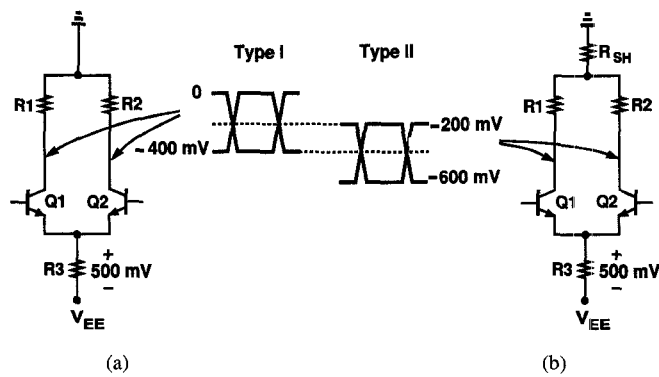 Type I Type II
R_SH
R1 R2 0 R1 R2
-200 mV
-400 mV
-600 mV
Q1 Q2 Q1 Q2
+ +
R3 500 mV R3 500 mV
- -
V_EE V_EE
(a) (b)